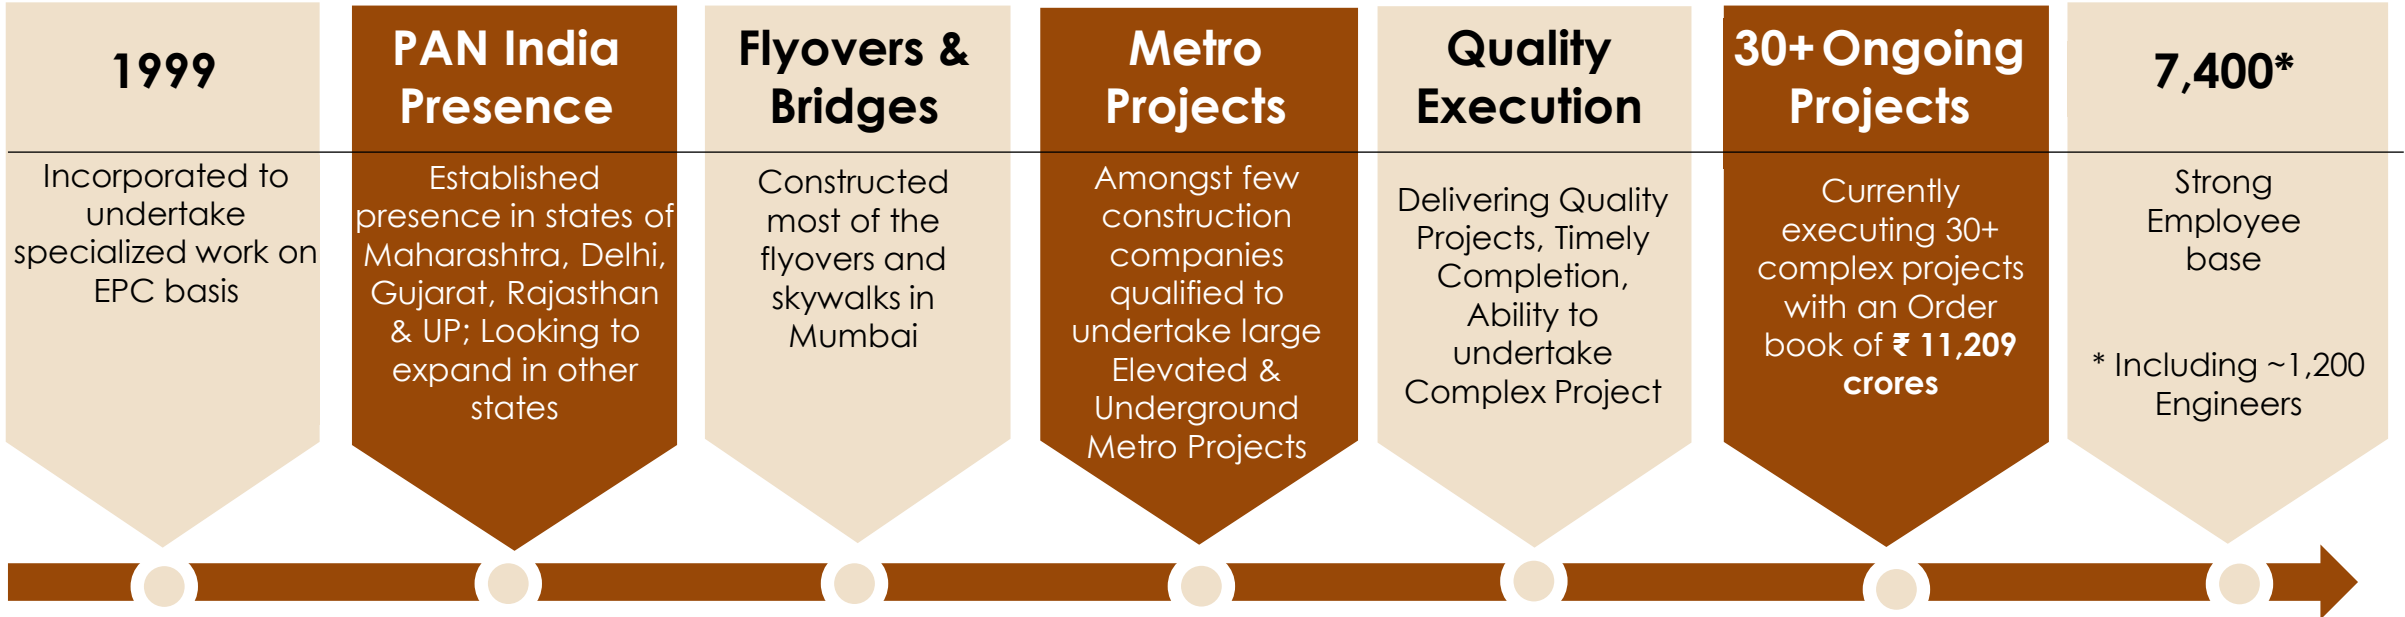 1999
Incorporated to
undertake
specialized work on
EPC basis
PAN India
Presence
Established
presence in states of
Maharashtra, Delhi,
Gujarat, Rajasthan
& UP; Looking to
expand in other
states
Flyovers &
Bridges
Constructed
most of the
flyovers and
skywalks in
Mumbai
Metro
Projects
Amongst few
construction
companies
qualified to
undertake large
Elevated &
Underground
Metro Projects
Quality
Execution
Delivering Quality
Projects, Timely
Completion,
Ability to
undertake
Complex Project
30+ Ongoing
Projects
Currently
executing 30+
complex projects
with an Order
book of ₹ 11,209
crores
7,400*
Strong
Employee
base
* Including ~1,200
Engineers